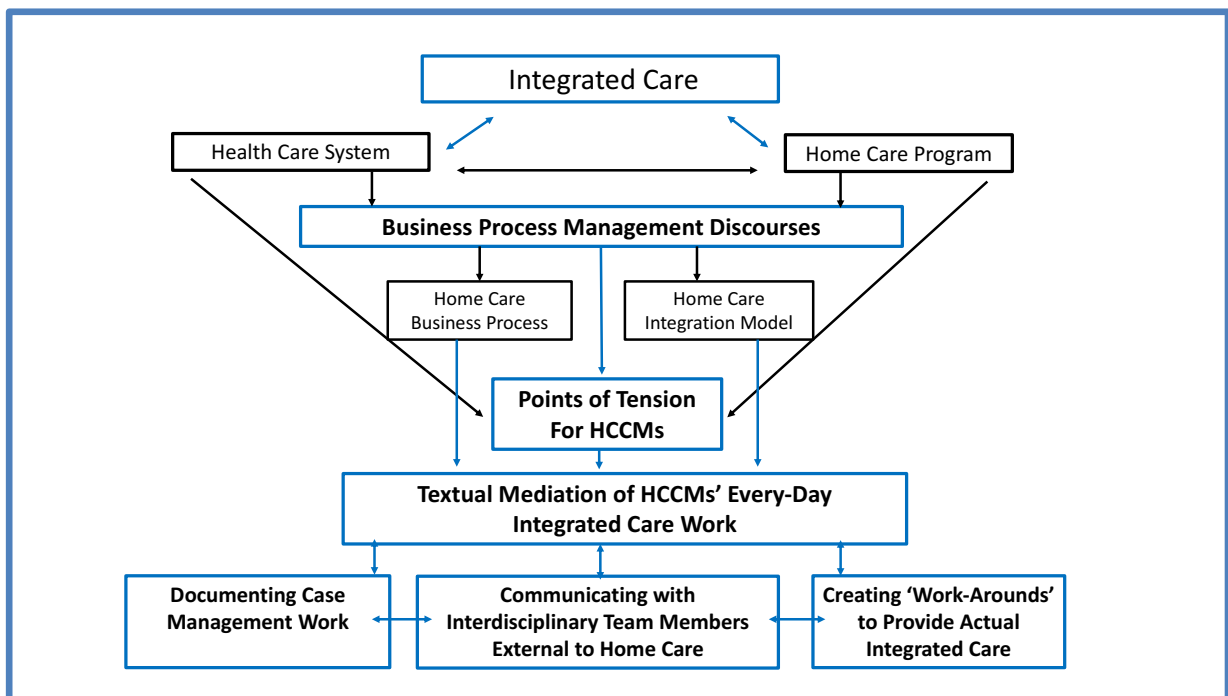 Integrated Care
Health Care System
Home Care Program
Business Process Management Discourses
Home Care
Business Process
Home Care
Integration Model
Points of Tension
For HCCMs
Textual Mediation of HCCMs’ Every-Day
Integrated Care Work
Documenting Case
Management Work
Communicating with
Interdisciplinary Team Members
External to Home Care
Creating ‘Work-Arounds’
to Provide Actual
Integrated Care